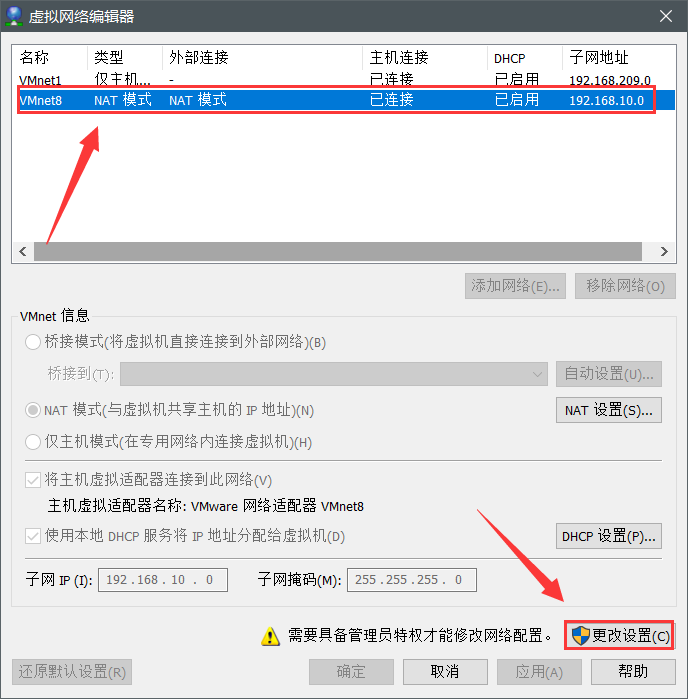 虚拟网络编辑器
名称 类型 外部连接 主机连接 DHCP 子网地址
VMnet1 仅主机... - 已连接 已启用 192.168.209.0
VMnet8 NAT 模式 NAT 模式 已连接 已启用 192.168.10.0
添加网络(E)... 移除网络(O)
VMnet 信息
桥接模式(将虚拟机直接连接到外部网络)(B)
桥接到(T): 自动设置(U)...
NAT 模式(与虚拟机共享主机的 IP 地址)(N) NAT 设置(S)...
仅主机模式(在专用网络内连接虚拟机)(H)
将主机虚拟适配器连接到此网络(V)
主机虚拟适配器名称: VMware 网络适配器 VMnet8
使用本地 DHCP 服务将 IP 地址分配给虚拟机(D) DHCP 设置(P)...
子网 IP (I): 192 . 168 . 10 . 0 子网掩码(M): 255 . 255 . 255 . 0
需要具备管理员特权才能修改网络配置。 更改设置(C)
还原默认设置(R) 确定 取消 应用(A) 帮助